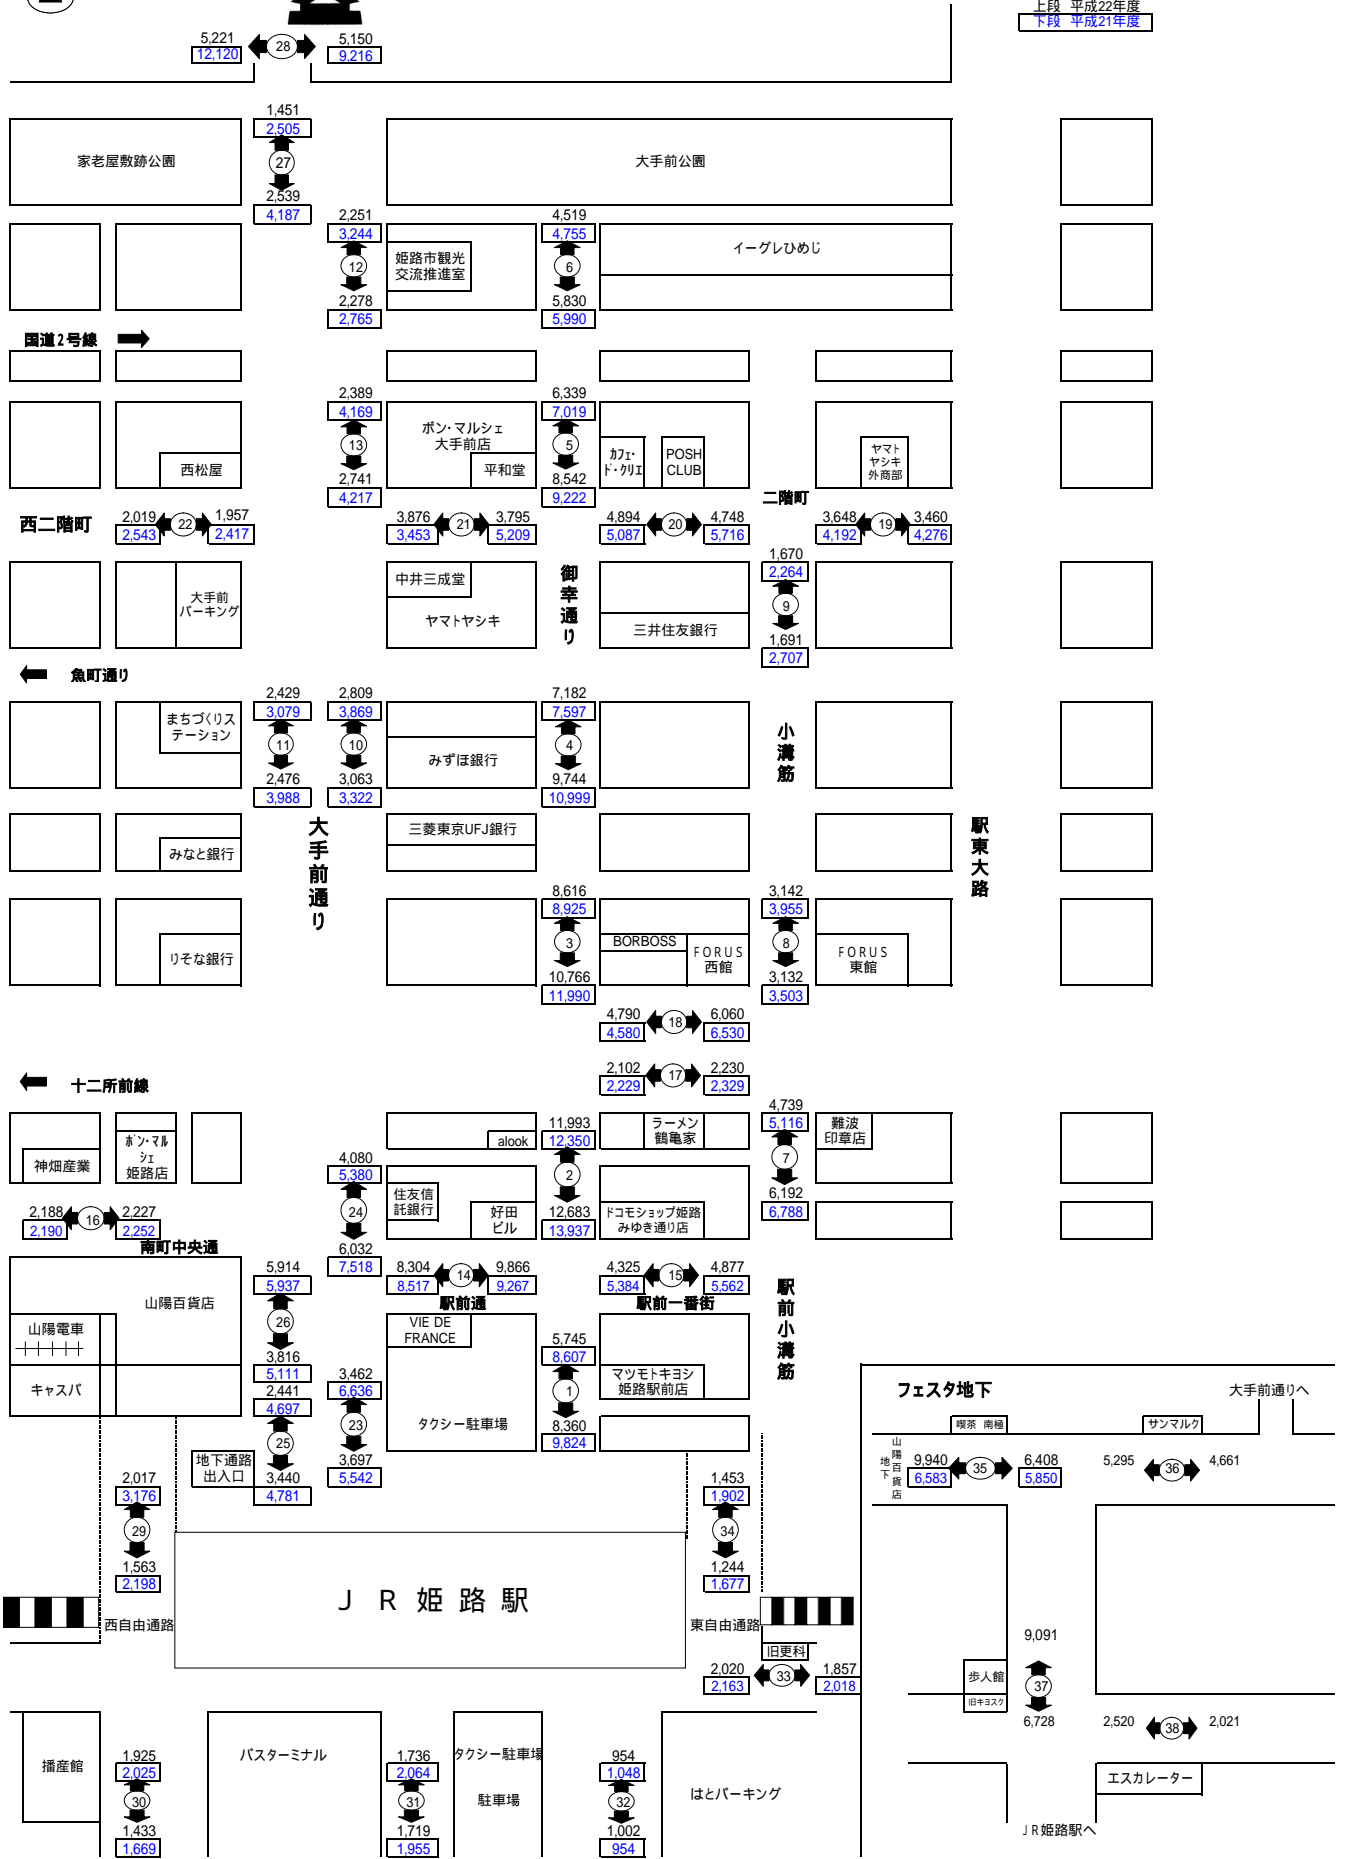 上段 平成22年度
下段 平成21年度
5,221
12,120
28
5,150
9,216
1,451
2,505
27
2,539
4,187
家老屋敷跡公園
大手前公園
2,251
3,244
12
2,278
2,765
姫路市観光
交流推進室
4,519
4,755
6
5,830
5,990
イーグレひめじ
国道2号線
2,389
4,169
13
2,741
4,217
ボン・マルシェ
大手前店
平和堂
6,339
7,019
5
8,542
9,222
カフェ・
ド・クリエ
POSH
CLUB
ヤマト
ヤシキ
外商部
西松屋
二階町
西二階町
2,019
2,543
22
1,957
2,417
3,876
3,453
21
3,795
5,209
4,894
5,087
20
4,748
5,716
3,648
4,192
19
3,460
4,276
1,670
2,264
9
1,691
2,707
大手前
パーキング
中井三成堂
ヤマトヤシキ
御幸通り
三井住友銀行
魚町通り
2,429
3,079
11
2,476
3,988
2,809
3,869
10
3,063
3,322
7,182
7,597
4
9,744
10,999
まちづくりス
テーション
みずほ銀行
小溝筋
大手前通り
三菱東京UFJ銀行
みなと銀行
駅東大路
8,616
8,925
3
10,766
11,990
3,142
3,955
8
3,132
3,503
りそな銀行
BORBOSS
FORUS
西館
FORUS
東館
4,790
4,580
18
6,060
6,530
2,102
2,229
17
2,230
2,329
十二所前線
神畑産業
ボン・マル
シェ
姫路店
alook
11,993
12,350
2
12,683
13,937
ラーメン
鶴亀家
4,739
5,116
7
6,192
6,788
難波
印章店
4,080
5,380
24
6,032
7,518
住友信
託銀行
好田
ビル
ドコモショップ姫路
みゆき通り店
2,188
2,190
16
2,227
2,252
南町中央通
山陽百貨店
山陽電車
キャスパ
5,914
5,937
26
3,816
5,111
8,304
8,517
14
9,866
9,267
駅前通
4,325
5,384
15
4,877
5,562
駅前一番街
駅前小溝筋
VIE DE
FRANCE
タクシー駐車場
5,745
8,607
1
8,360
9,824
マツモトキヨシ
姫路駅前店
2,441
4,697
25
3,440
4,781
3,462
6,636
23
3,697
5,542
地下通路
出入口
2,017
3,176
29
1,563
2,198
1,453
1,902
34
1,244
1,677
JR姫路駅
西自由通路
東自由通路
旧更科
2,020
2,163
33
1,857
2,018
播産館
1,925
2,025
30
1,433
1,669
バスターミナル
1,736
2,064
31
1,719
1,955
タクシー駐車場
駐車場
954
1,048
32
1,002
954
はとパーキング
フェスタ地下
大手前通りへ
喫茶 南極
サンマルク
山陽百貨店
地下
9,940
6,583
35
6,408
5,850
5,295
36
4,661
9,091
37
6,728
歩人館
旧キヨスク
2,520
38
2,021
エスカレーター
JR姫路駅へ